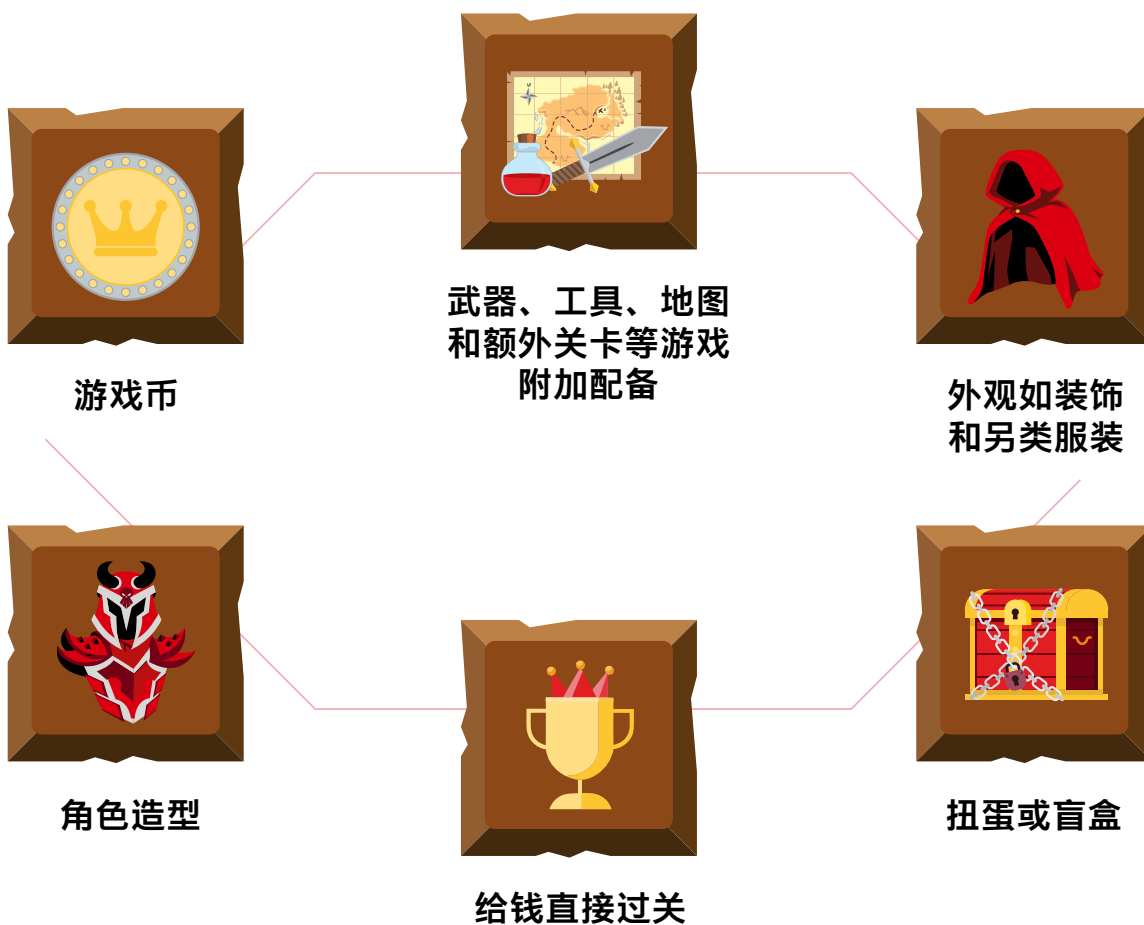 游戏币
武器、工具、地图
和额外关卡等游戏
附加配备
外观如装饰
和另类服装
角色造型
给钱直接过关
扭蛋或盲盒